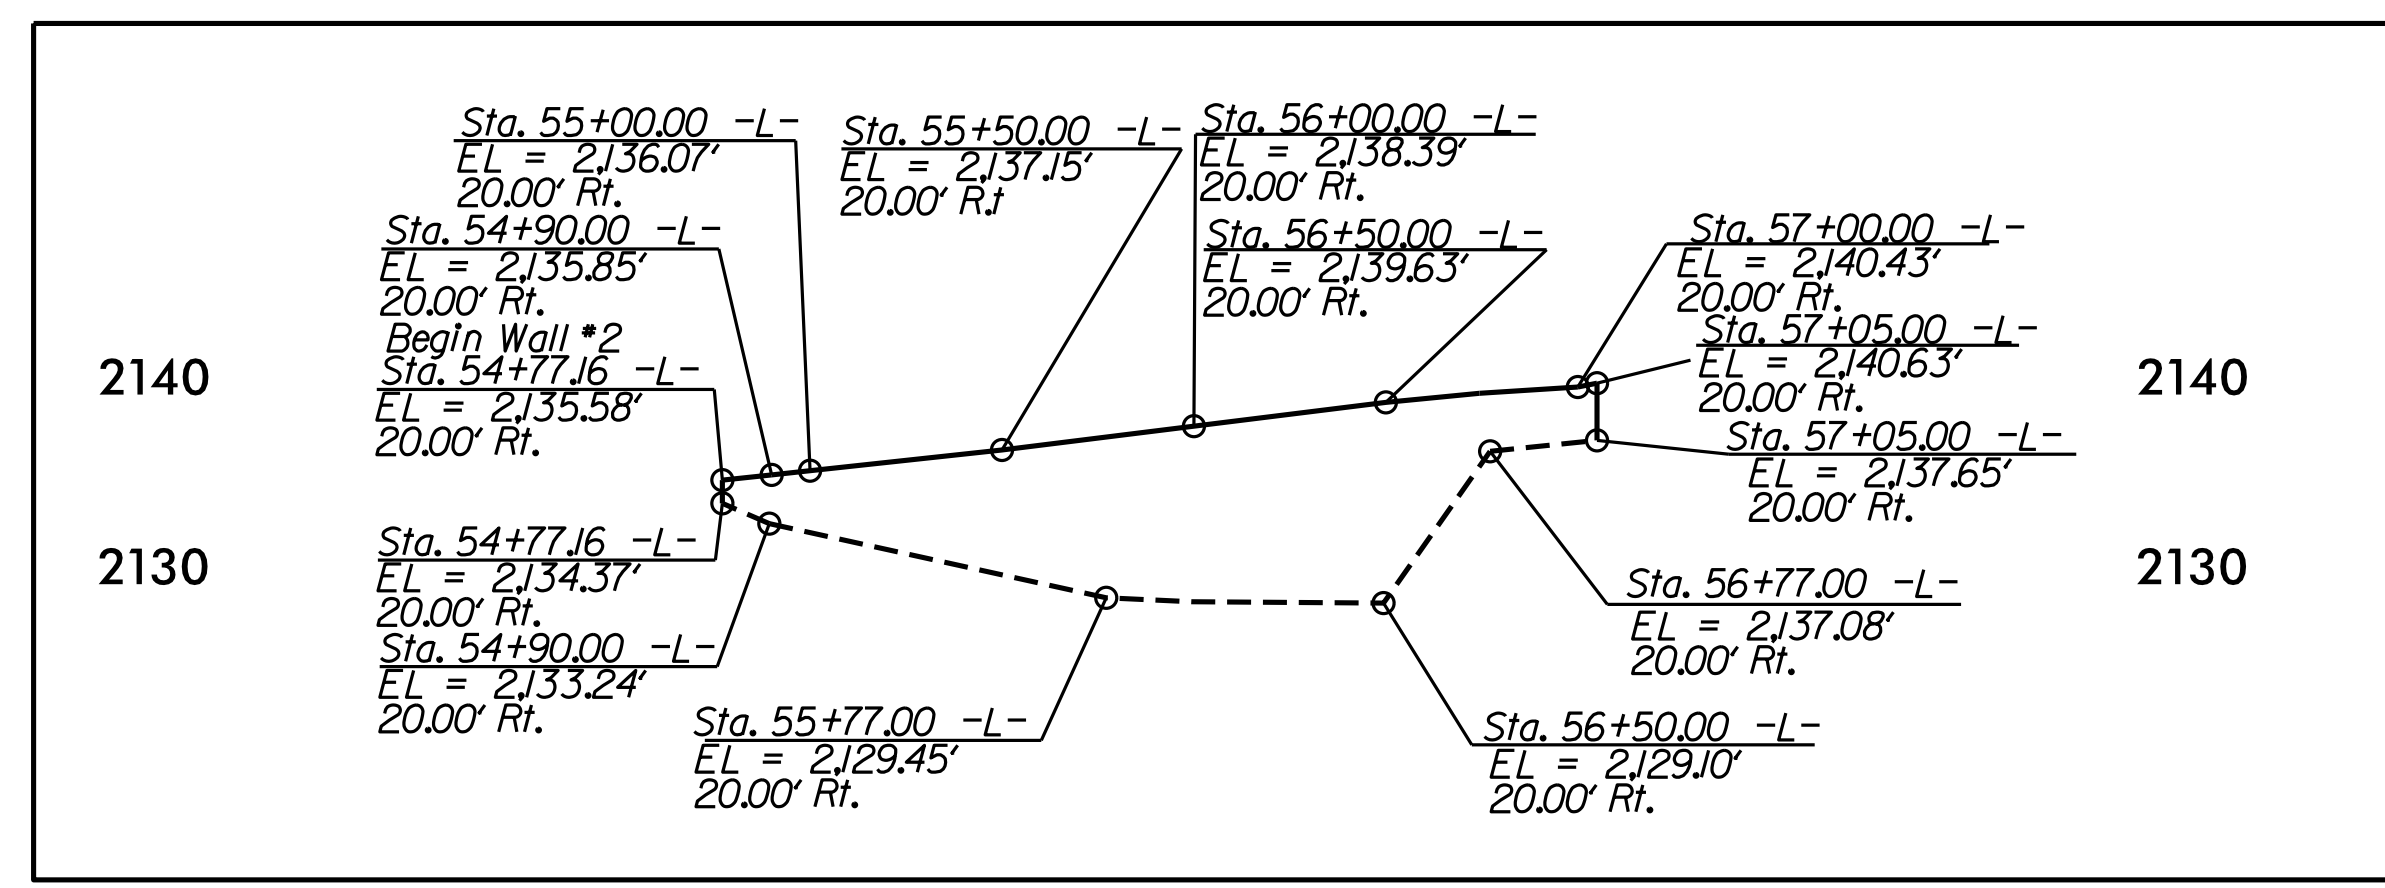 Sta. 55+00.00 -L-
EL = 2,136.07'
20.00' Rt.
Sta. 55+50.00 -L-
EL = 2,137.15'
20.00' R.t
Sta. 56+00.00 -L-
EL = 2,138.39'
20.00' Rt.
Sta. 54+90.00 -L-
EL = 2,135.85'
20.00' Rt.
Sta. 56+50.00 -L-
EL = 2,139.63'
20.00' Rt.
Sta. 57+00.00 -L-
EL = 2,140.43'
20.00' Rt.
Begin Wall #2
Sta. 54+77.16 -L-
EL = 2,135.58'
20.00' Rt.
Sta. 57+05.00 -L-
EL = 2,140.63'
20.00' Rt.
2140
2140
Sta. 57+05.00 -L-
EL = 2,137.65'
20.00' Rt.
Sta. 54+77.16 -L-
EL = 2,134.37'
20.00' Rt.
2130
2130
Sta. 56+77.00 -L-
EL = 2,137.08'
20.00' Rt.
Sta. 54+90.00 -L-
EL = 2,133.24'
20.00' Rt.
Sta. 55+77.00 -L-
EL = 2,129.45'
20.00' Rt.
Sta. 56+50.00 -L-
EL = 2,129.10'
20.00' Rt.